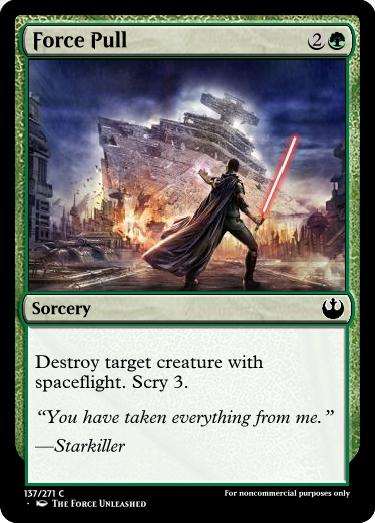 Force Pull 2
Sorcery
Destroy target creature with
spaceflight. Scry 3.
“You have taken everything from me.”
—Starkiller
137/271 C
For noncommercial purposes only
· The Force Unleashed